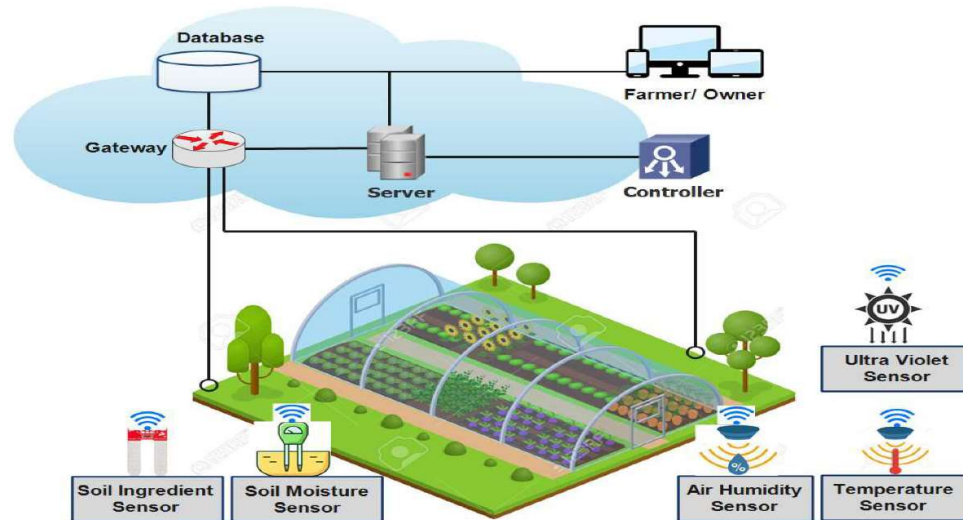 Database
Farmer/ Owner
Gateway
Server
Controller
UV
Ultra Violet
Sensor
%
Soil Ingredient
Sensor
Soil Moisture
Sensor
Air Humidity
Sensor
Temperature
Sensor